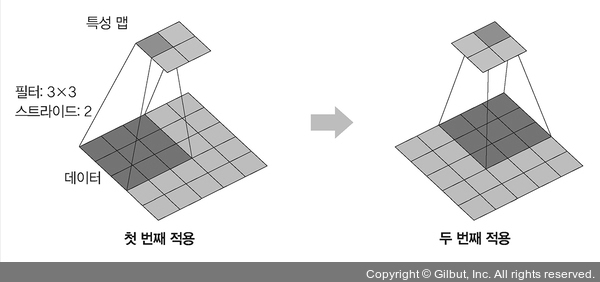 특성 맵
필터: 3×3
스트라이드: 2
데이터
첫 번째 적용
두 번째 적용
Copyright © Gilbut, Inc. All rights reserved.